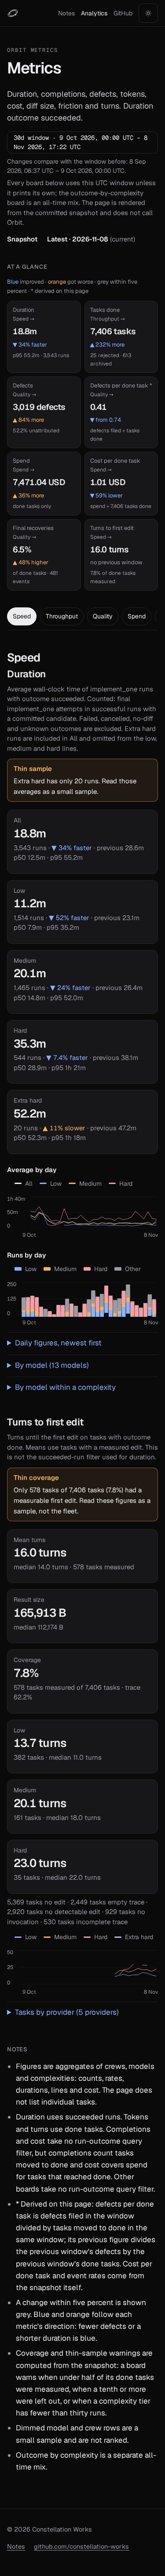 Notes Analytics GitHub
ORBIT METRICS
Metrics
Duration, completions, defects, tokens,
cost, diff size, friction and turns. Duration
outcome succeeded.
30d window · 9 Oct 2026, 00:00 UTC – 8
Nov 2026, 17:22 UTC
Changes compare with the window before: 8 Sep
2026, 06:37 UTC – 9 Oct 2026, 00:00 UTC.
Every board below uses this UTC window unless
it prints its own; the by-outcome board is an
all-time mix. The page is rendered from the
imported snapshot and does not call
Orbit.
Snapshot Latest · 2026-11-08 (current)
AT A GLANCE
Blue improved · orange got worse · grey within five
percent · * derived on this page
Duration
Speed →
18.8m
▼ 34% faster
p95 55.2m · 3,543 runs
Tasks done
Throughput →
7,406 tasks
▲ 232% more
25 rejected · 613
archived
Defects
Quality →
3,019 defects
▲ 84% more
52.2% unattributed
Defects per done task *
Quality →
0.41
▼ from 0.74
defects filed ÷ tasks
done
Spend
Spend →
7,471.04 USD
▲ 36% more
done tasks only
Cost per done task
Spend →
1.01 USD
▼ 59% lower
spend ÷ 7,406 tasks done
Final recoveries
Quality →
6.5%
▲ 48% higher
of done tasks · 481
events
Turns to first edit
Speed →
16.0 turns
no previous window
7.8% of done tasks
measured
Speed Throughput Quality Spend
Speed
Duration
Average wall-clock time of implement_one runs
with outcome succeeded. Counted: final
implement_one attempts in succeeded runs with
a committed candidate. Failed, cancelled, no-diff
and unknown outcomes are excluded. Extra hard
runs are included in All and omitted from the low,
medium and hard lines.
Thin sample
Extra hard has only 20 runs. Read those
averages as a small sample.
All
18.8m
3,543 runs · ▼ 34% faster · previous 28.6m
p50 12.5m · p95 55.2m
Low
11.2m
1,514 runs · ▼ 52% faster · previous 23.1m
p50 7.9m · p95 35.2m
Medium
20.1m
1,465 runs · ▼ 24% faster · previous 26.4m
p50 14.8m · p95 52.0m
Hard
35.3m
544 runs · ▼ 7.4% faster · previous 38.1m
p50 28.9m · p95 1h 21m
Extra hard
52.2m
20 runs · ▲ 11% slower · previous 47.2m
p50 52.3m · p95 1h 18m
Average by day
All Low Medium Hard
1h 40m
50m
0
9 Oct 8 Nov
Runs by day
Low Medium Hard Other
250
125
0
9 Oct 8 Nov
▶ Daily figures, newest first
▶ By model (13 models)
▶ By model within a complexity
Turns to first edit
Turns until the first edit on tasks with a measured
edit. Means use tasks with a measured edit. This is
not the succeeded-run filter used for duration.
Thin coverage
Only 578 tasks of 7,406 tasks (7.8%) had a
measurable first edit. Read these figures as a
sample, not the fleet.
Mean turns
16.0 turns
median 14.0 turns · 578 tasks measured
Result size
165,913 B
median 112,174 B
Coverage
7.8%
578 tasks measured of 7,406 tasks · trace
62.2%
Low
13.7 turns
382 tasks · median 11.0 turns
Medium
20.1 turns
161 tasks · median 18.0 turns
Hard
23.0 turns
35 tasks · median 22.0 turns
5,369 tasks no edit · 2,449 tasks empty trace ·
2,920 tasks no detectable edit · 929 tasks no
invocation · 530 tasks incomplete trace
Low Medium Hard Extra hard
50
25
0
9 Oct 8 Nov
▶ Tasks by provider (5 providers)
NOTES
• Figures are aggregates of crews, models
and complexities: counts, rates,
durations, lines and cost. The page does
not list individual tasks.
• Duration uses succeeded runs. Tokens
and turns use done tasks. Completions
and cost take no run-outcome query
filter, but completions count tasks
moved to done and cost covers spend
for tasks that reached done. Other
boards take no run-outcome query filter.
• * Derived on this page: defects per done
task is defects filed in the window
divided by tasks moved to done in the
same window; its previous figure divides
the previous window's defects by the
previous window's done tasks. Cost per
done task and event rates come from
the snapshot itself.
• A change within five percent is shown
grey. Blue and orange follow each
metric's direction: fewer defects or a
shorter duration is blue.
• Coverage and thin-sample warnings are
computed from the snapshot: a board
warns when under half of its done tasks
were measured, when a tenth or more
were left out, or when a complexity tier
has fewer than thirty runs.
• Dimmed model and crew rows are a
small sample and are not ranked.
• Outcome by complexity is a separate all-
time mix.
© 2026 Constellation Works
Notes github.com/constellation-works